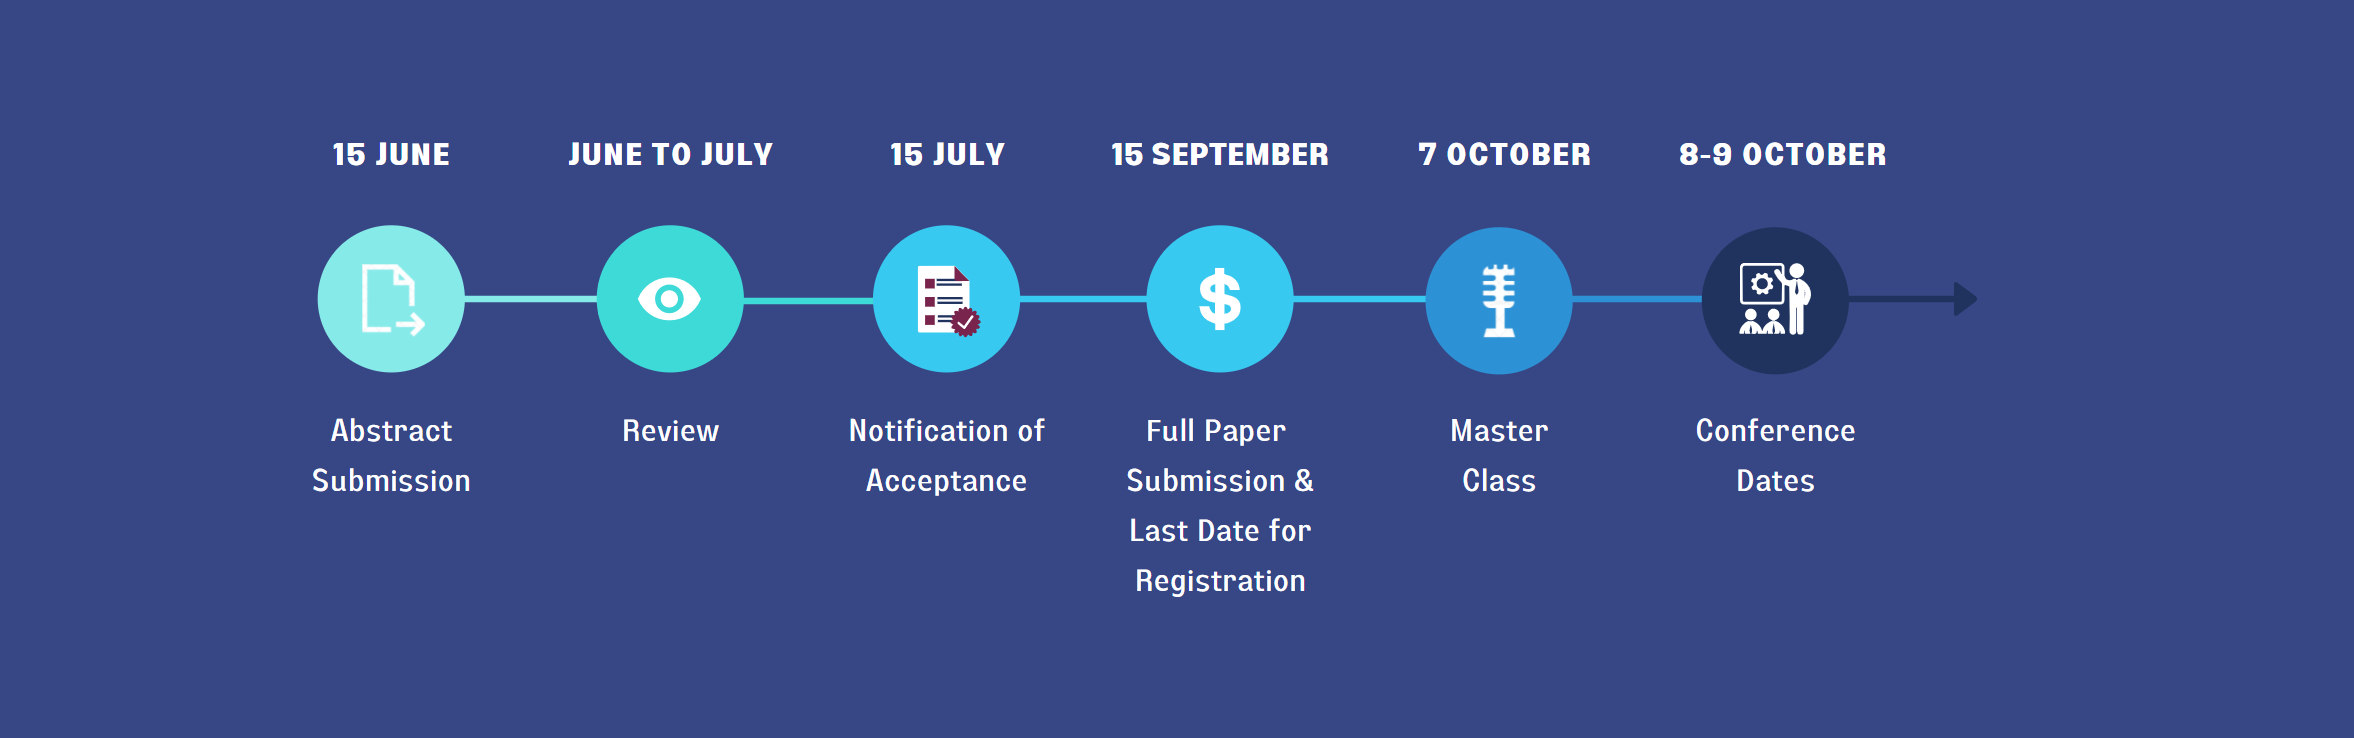 15 JUNE
JUNE TO JULY
15 JULY
15 SEPTEMBER
7 OCTOBER
8-9 OCTOBER
Abstract
Submission
Review
Notification of
Acceptance
Full Paper
Submission &
Last Date for
Registration
Master
Class
Conference
Dates